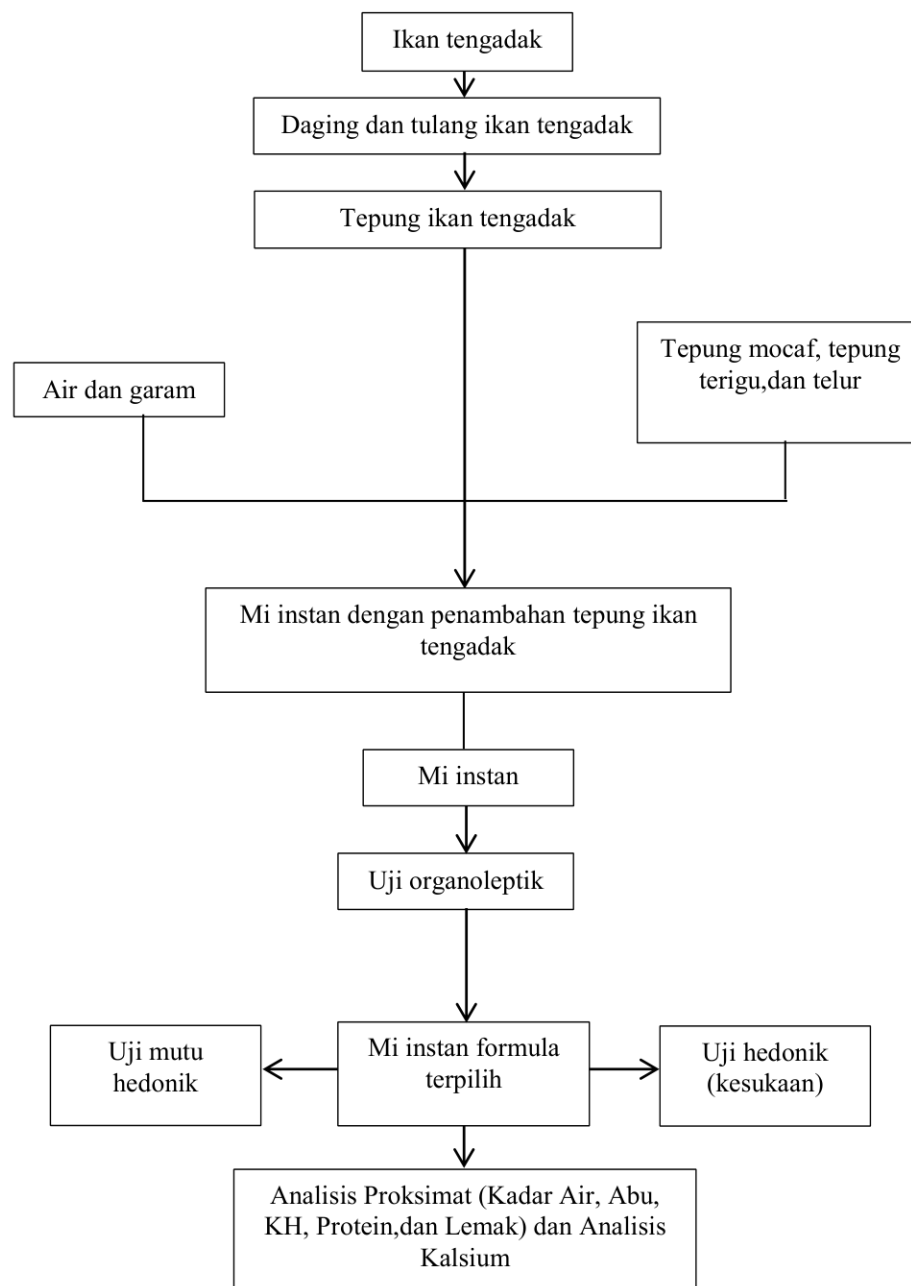 Ikan tengadak
Daging dan tulang ikan tengadak
Tepung ikan tengadak
Air dan garam
Tepung mocaf, tepung
terigu,dan telur
Mi instan dengan penambahan tepung ikan
tengadak
Mi instan
Uji organoleptik
Uji mutu
hedonik
Mi instan formula
terpilih
Uji hedonik
(kesukaan)
Analisis Proksimat (Kadar Air, Abu,
KH, Protein,dan Lemak) dan Analisis
Kalsium